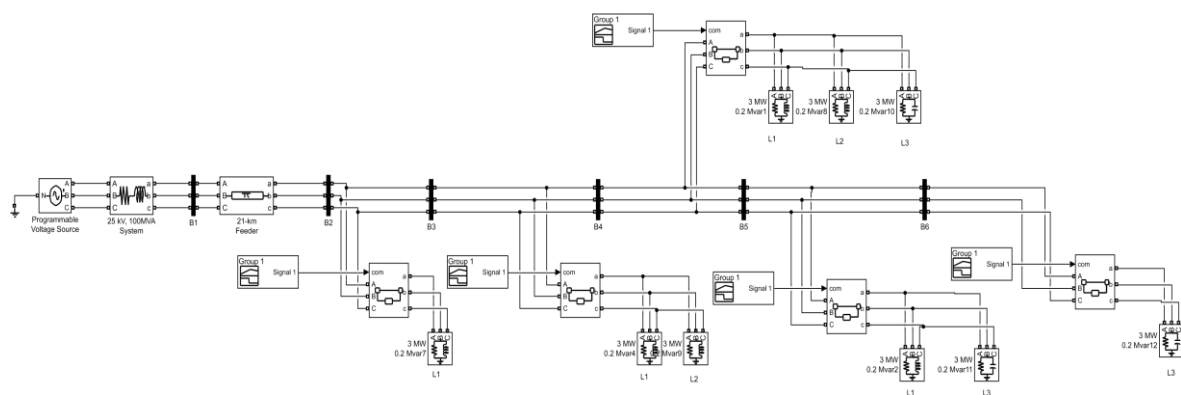 Group 1
Signal 1
com
A
B
C
a
b
c
A B C
3 MW
0.2 Mvar1
L1
A B C
3 MW
0.2 Mvar8
L2
A B C
3 MW
0.2 Mvar10
L3
N
A
B
C
Programmable
Voltage Source
A
B
C
a
b
c
25 kV, 100MVA
System
B1
A
B
C
a
b
c
21-km
Feeder
B2
B3
B4
B5
B6
Group 1
Signal 1
com
A
B
C
a
b
c
A B C
3 MW
0.2 Mvar7
L1
Group 1
Signal 1
com
A
B
C
a
b
c
A B C
3 MW
0.2 Mvar4
L1
A B C
3 MW
Mvar9
L2
Group 1
Signal 1
com
A
B
C
a
b
c
A B C
3 MW
0.2 Mvar2
L1
A B C
3 MW
0.2 Mvar11
L3
Group 1
Signal 1
com
A
B
C
a
b
c
A B C
3 MW
0.2 Mvar12
L3